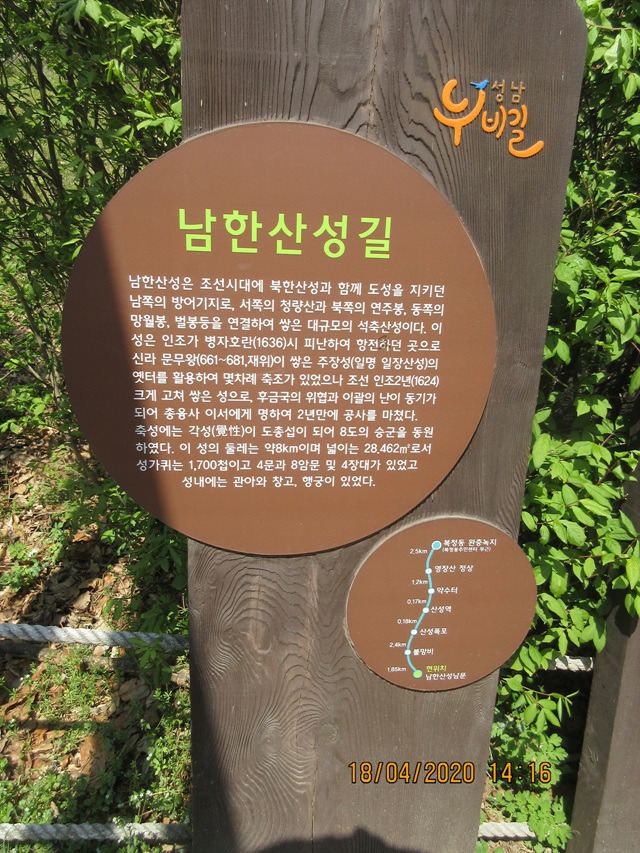 성남
누비길
남한산성길
남한산성은 조선시대에 북한산성과 함께 도성을 지키던
남쪽의 방어기지로, 서쪽의 청량산과 북쪽의 연주봉, 동쪽의
망월봉, 벌봉등을 연결하여 쌓은 대규모의 석축산성이다. 이
성은 인조가 병자호란(1636)시 피난하여 항전하던 곳으로
신라 문무왕(661~681,재위)이 쌓은 주장성(일명 일장산성)의
옛터를 활용하여 몇차례 축조가 있었으나 조선 인조2년(1624)
크게 고쳐 쌓은 성으로, 후금국의 위협과 이괄의 난이 동기가
되어 총융사 이서에게 명하여 2년만에 공사를 마쳤다.
축성에는 각성(覺性)이 도총섭이 되어 8도의 승군을 동원
하였다. 이 성의 둘레는 약8km이며 넓이는 28,462㎡로서
성가퀴는 1,700첩이고 4문과 8암문 및 4장대가 있었고
성내에는 관아와 창고, 행궁이 있었다.
복정동 완충녹지
(복정동주민센터 부근)
2.5km
영장산 정상
1.2km
약수터
0.17km
산성역
0.18km
산성폭포
2.4km
불망비
1.85km
현위치
남한산성남문
18/04/2020 14:16